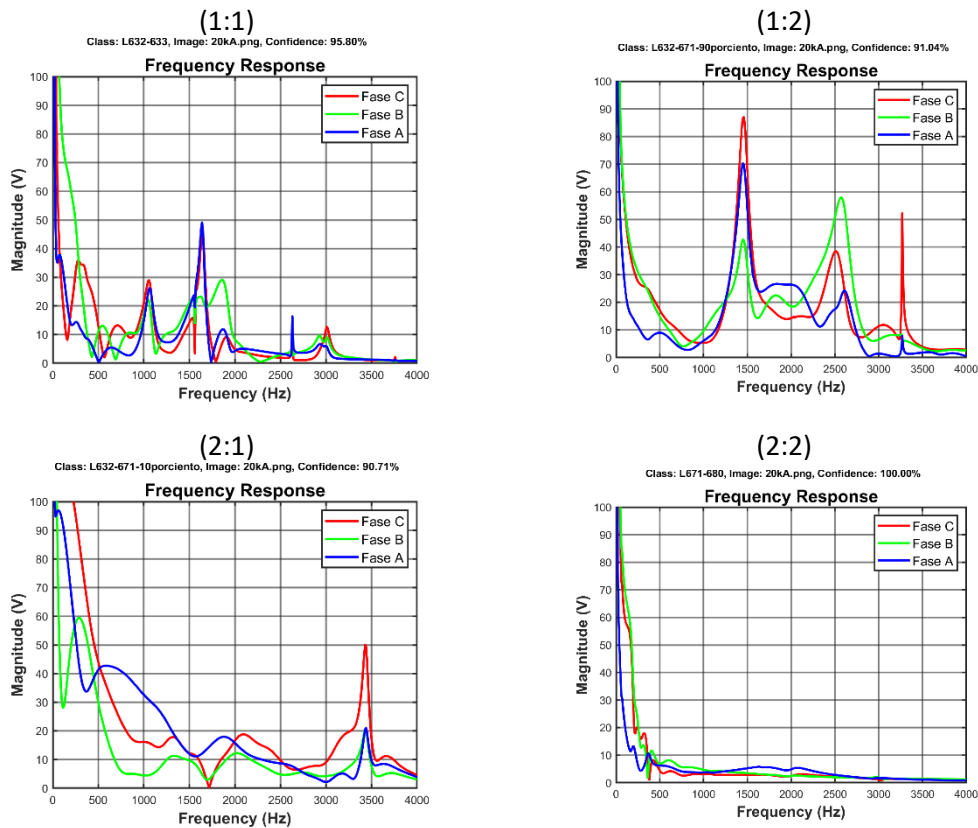 (1:1)
Class: L632-633, Image: 20kA.png, Confidence: 95.80%
Frequency Response
Magnitude (V)
100
90
80
70
60
50
40
30
20
10
0
Fase C
Fase B
Fase A
0 500 1000 1500 2000 2500 3000 3500 4000
Frequency (Hz)
(1:2)
Class: L632-671-90porciento, Image: 20kA.png, Confidence: 91.04%
Frequency Response
Magnitude (V)
100
90
80
70
60
50
40
30
20
10
0
Fase C
Fase B
Fase A
0 500 1000 1500 2000 2500 3000 3500 4000
Frequency (Hz)
(2:1)
Class: L632-671-10porciento, Image: 20kA.png, Confidence: 90.71%
Frequency Response
Magnitude (V)
100
90
80
70
60
50
40
30
20
10
0
Fase C
Fase B
Fase A
0 500 1000 1500 2000 2500 3000 3500 4000
Frequency (Hz)
(2:2)
Class: L671-680, Image: 20kA.png, Confidence: 100.00%
Frequency Response
Magnitude (V)
100
90
80
70
60
50
40
30
20
10
0
Fase C
Fase B
Fase A
0 500 1000 1500 2000 2500 3000 3500 4000
Frequency (Hz)